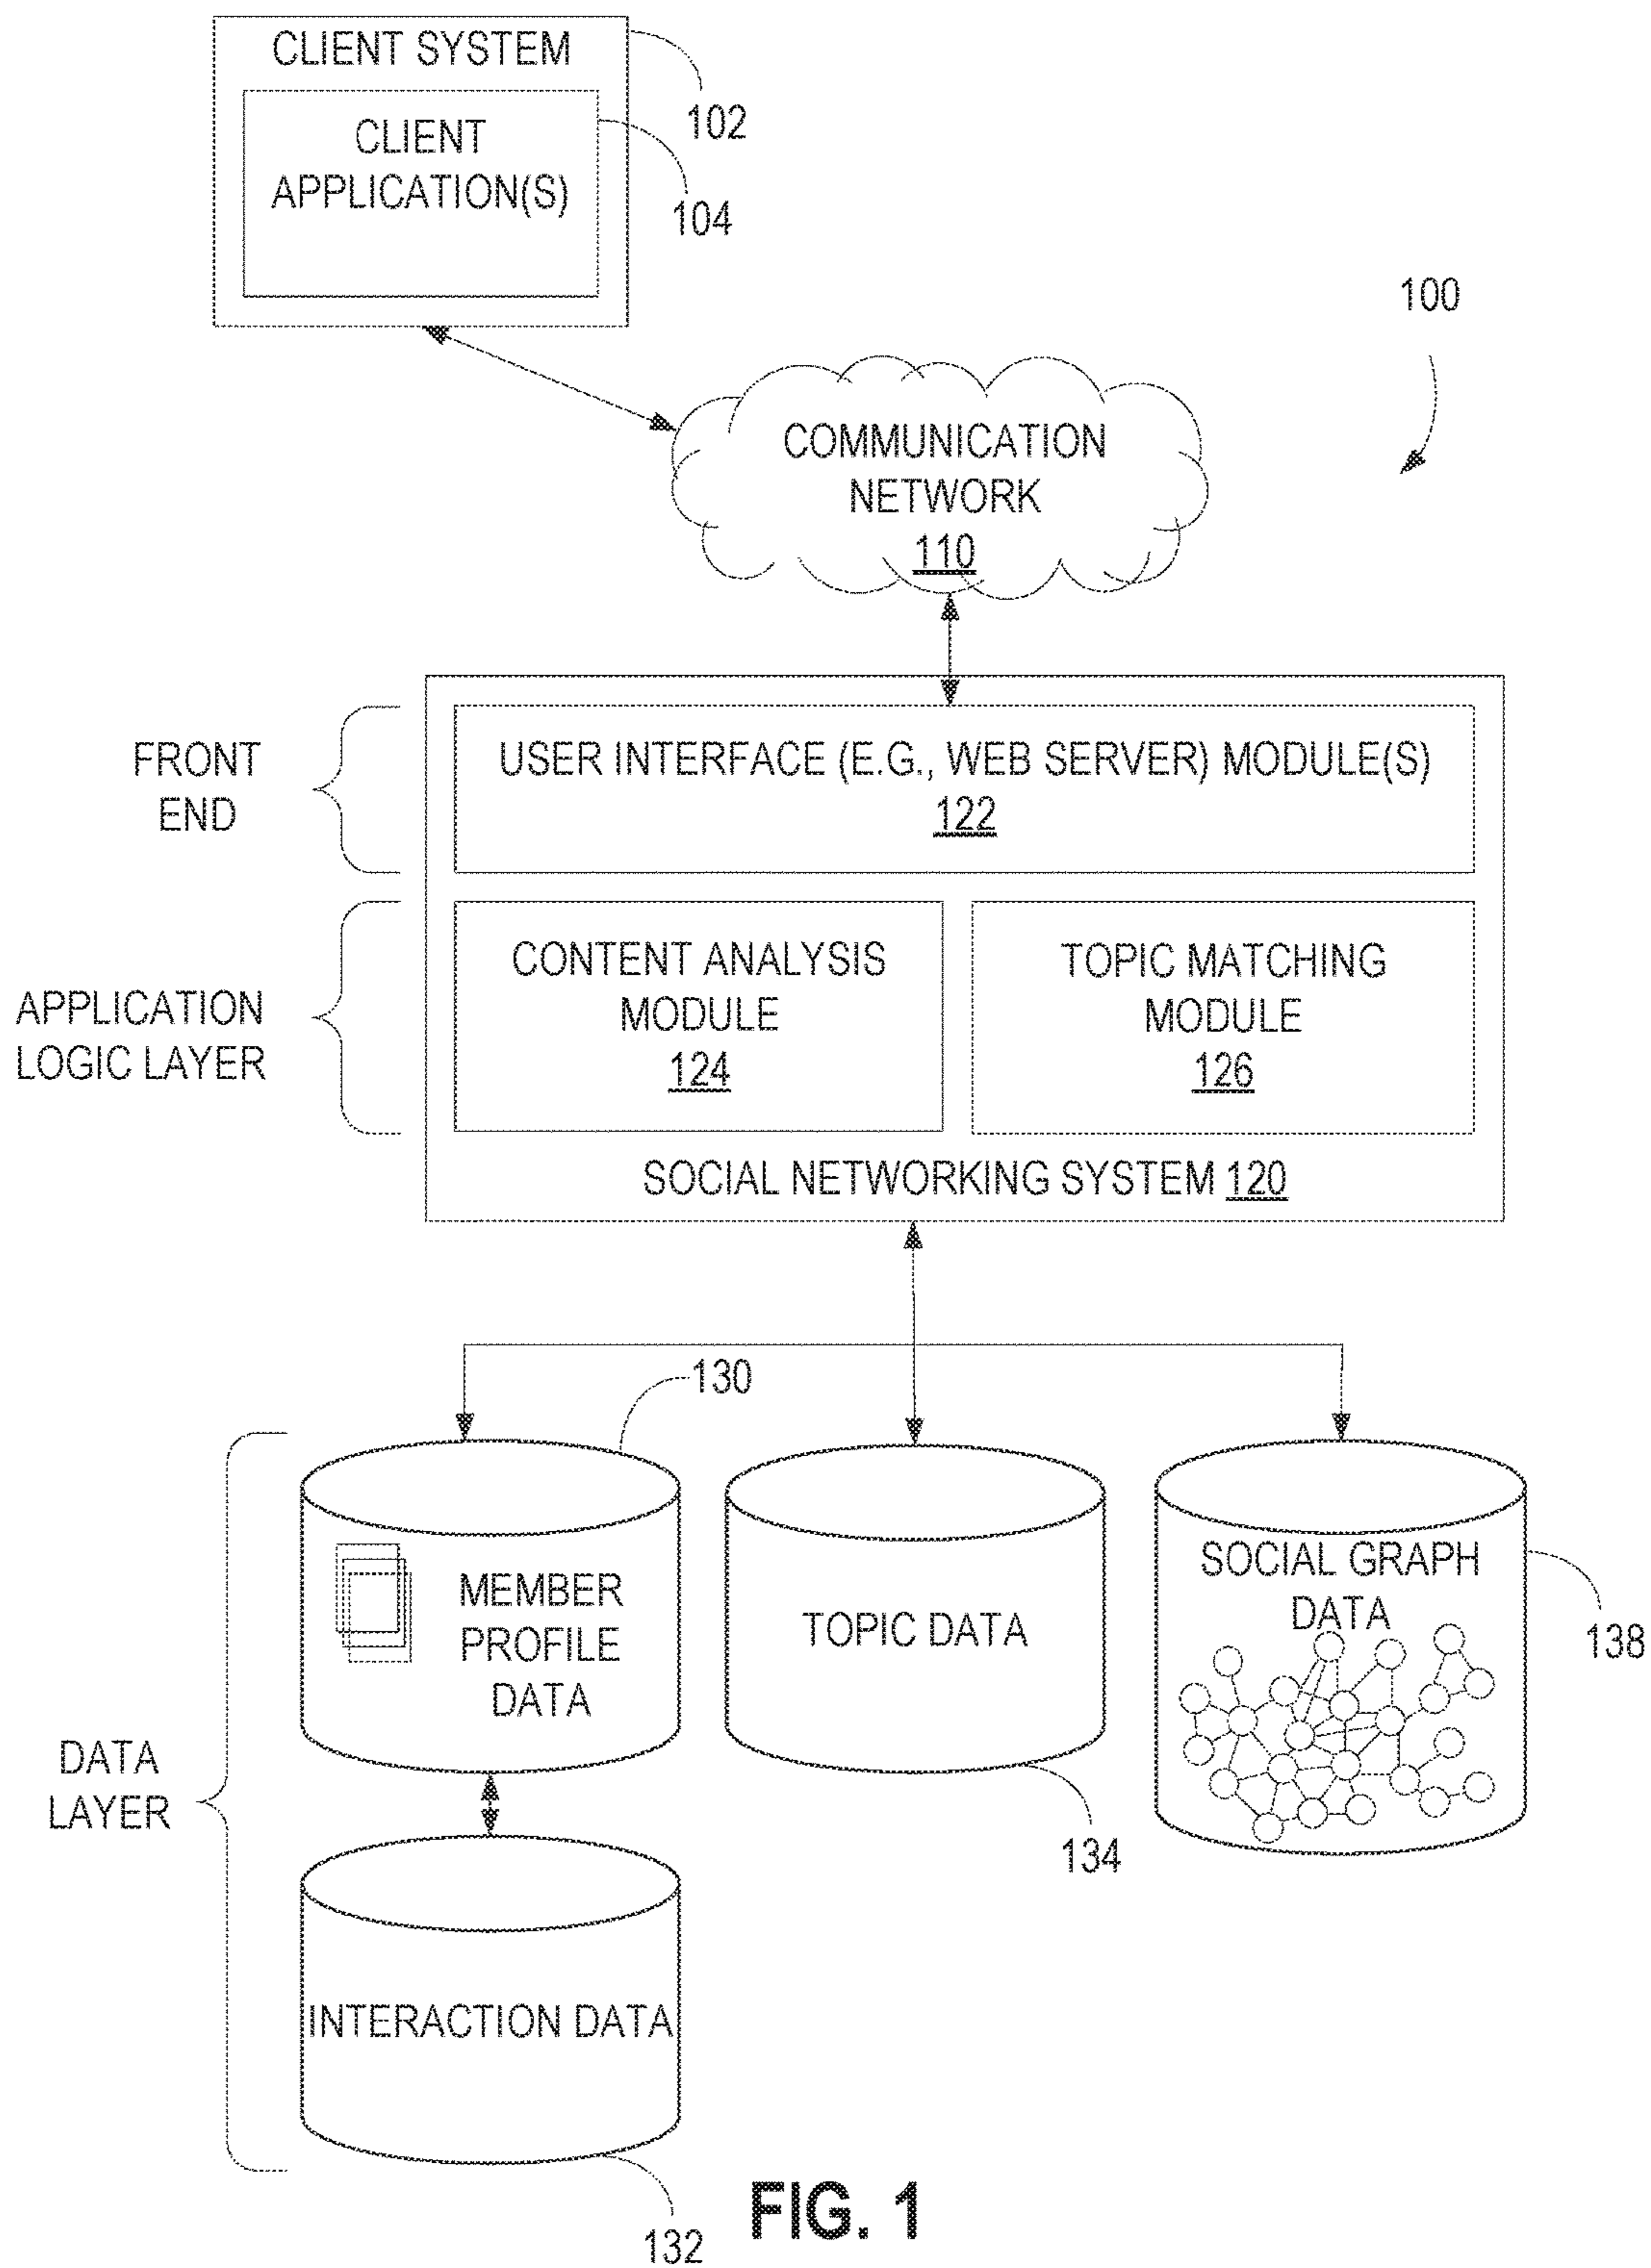 CLIENT SYSTEM
CLIENT
APPLICATION(S)
102
104
100
COMMUNICATION
NETWORK
110
FRONT
END
USER INTERFACE (E.G., WEB SERVER) MODULE(S)
122
APPLICATION
LOGIC LAYER
CONTENT ANALYSIS
MODULE
124
TOPIC MATCHING
MODULE
126
SOCIAL NETWORKING SYSTEM 120
130
DATA
LAYER
MEMBER
PROFILE
DATA
TOPIC DATA
134
SOCIAL GRAPH
DATA
138
INTERACTION DATA
132
FIG. 1